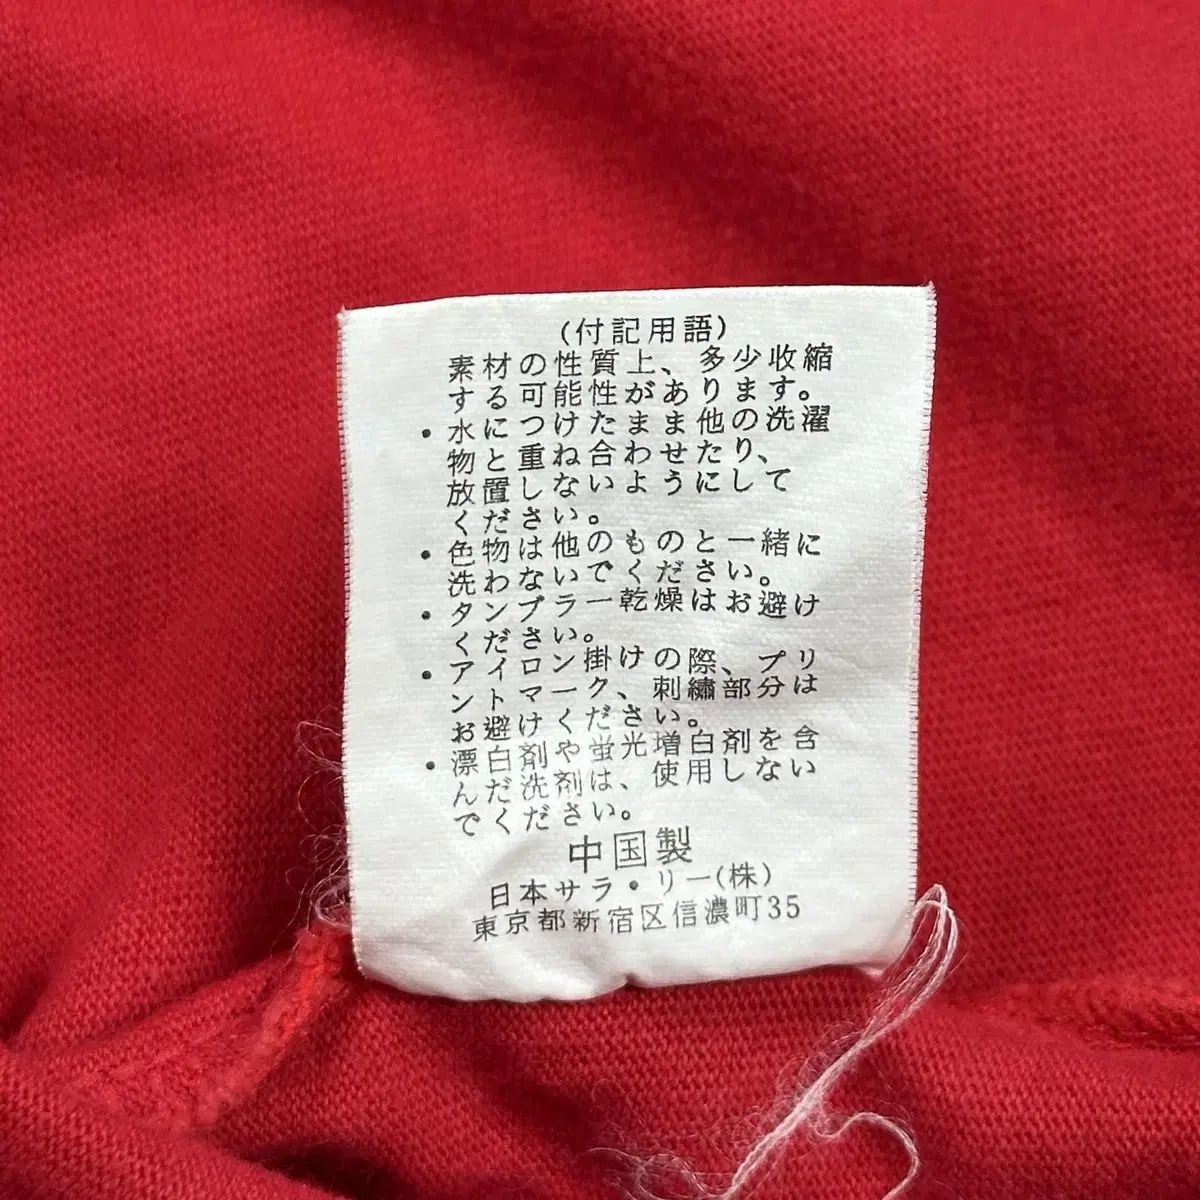 (付記用語)
素材の性質上、多少収縮
する可能性があります。
・水につけたまま他の洗濯
物と重ね合わせたり、
放置しないようにして
ください。
・色物は他のものと一緒に
洗わないでください。
・タンブラー乾燥はお避け
ください。
・アイロン掛けの際、プリ
ントマーク、刺繍部分は
お避けください。
・漂白剤や蛍光増白剤を含
んだ洗剤は、使用しない
でください。
中国製
日本サラ・リー(株)
東京都新宿区信濃町35